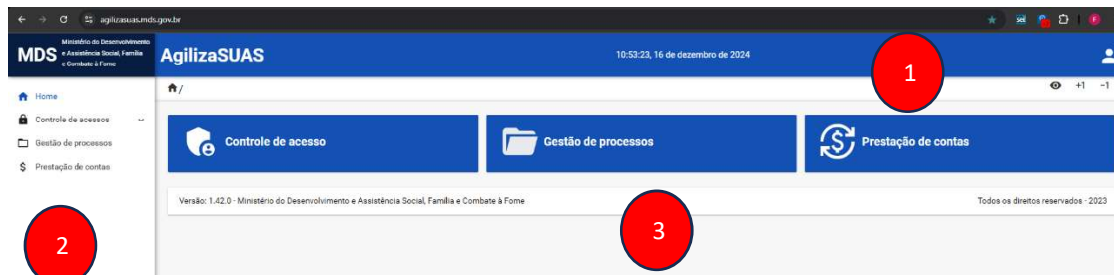 agilizasuas.mds.gov.br
sei
MDS
Ministério do Desenvolvimento
e Assistência Social, Família
e Combate à Fome
AgilizaSUAS
10:53:23, 16 de dezembro de 2024
1
Home
/
+1 -1
Controle de acessos
Gestão de processos
Prestação de contas
Controle de acesso
Gestão de processos
Prestação de contas
Versão: 1.42.0 - Ministério do Desenvolvimento e Assistência Social, Família e Combate à Fome
Todos os direitos reservados - 2023
2
3